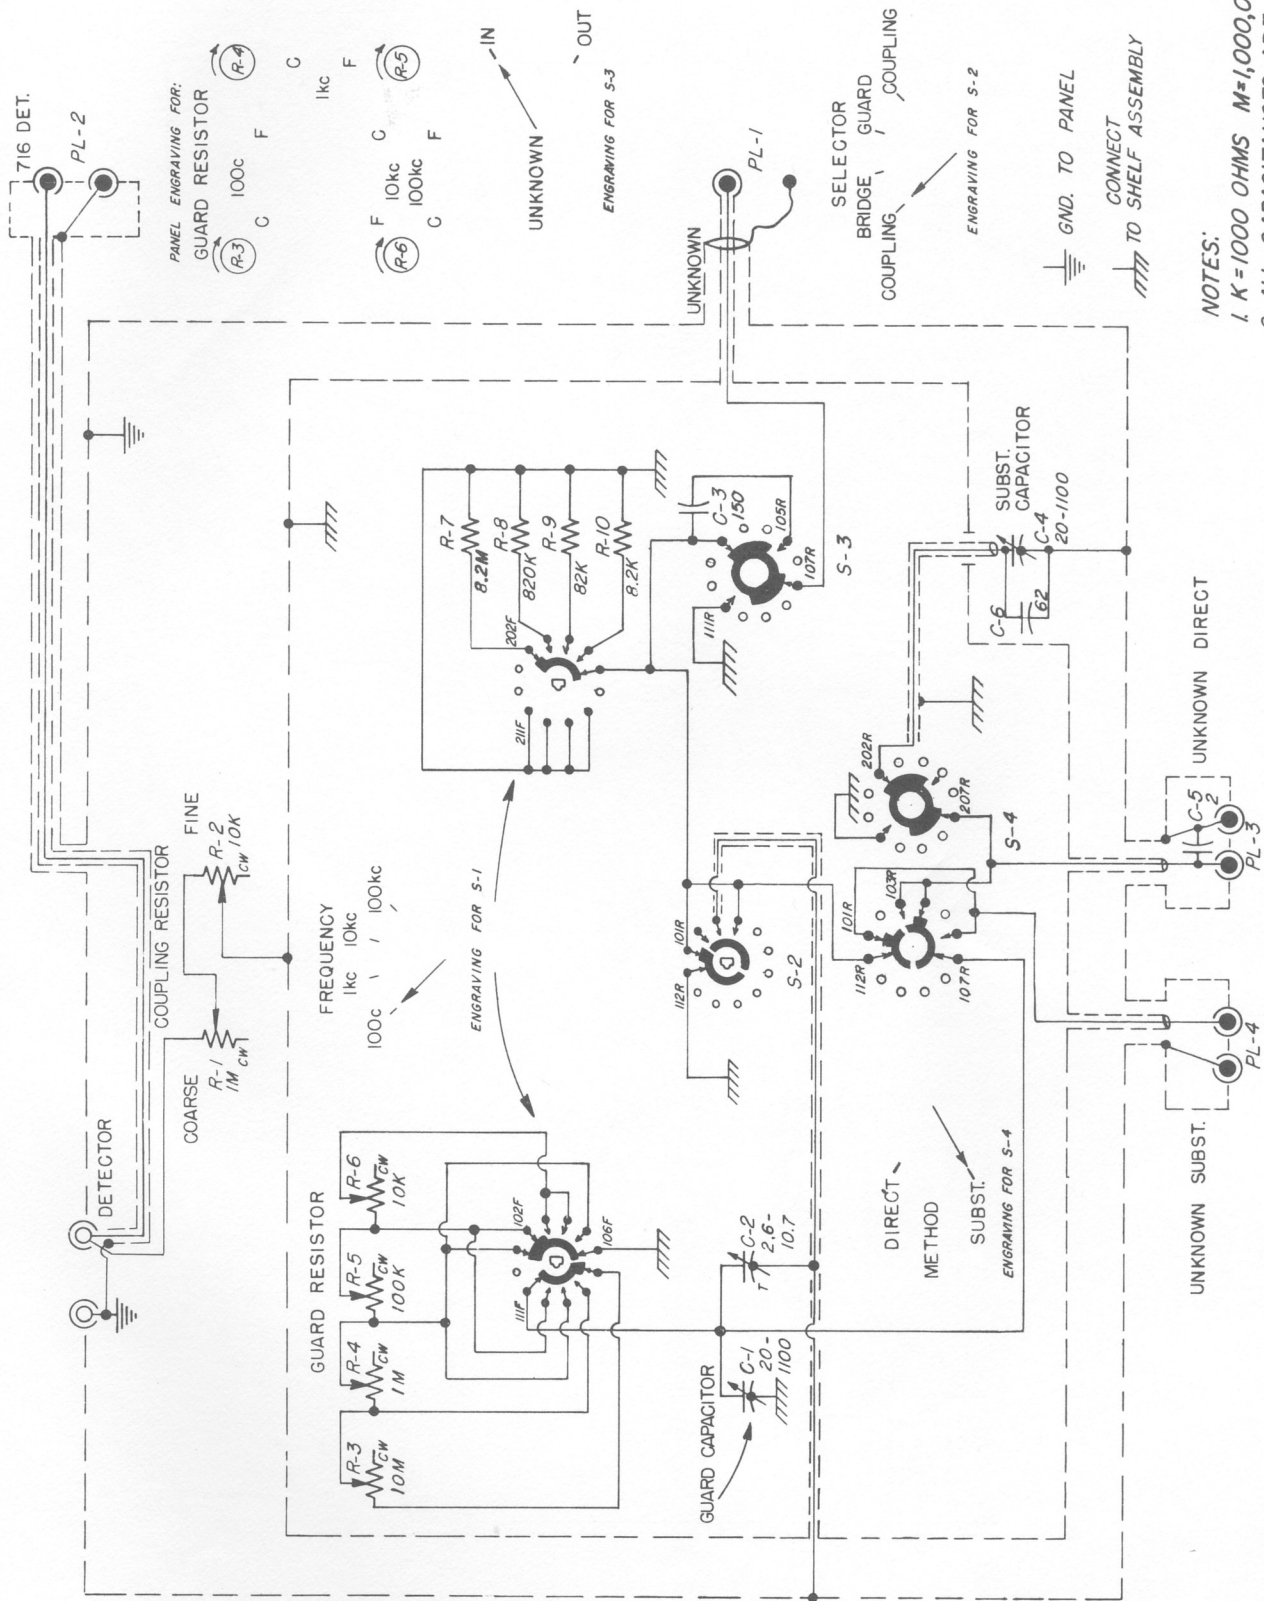 716 DET.
PL-2
PANEL ENGRAVING FOR:
GUARD RESISTOR
R-3
R-4
C
100c
F
C
1kc
F
R-6
R-5
F
10kc
C
100kc
C
F
IN
UNKNOWN
OUT
ENGRAVING FOR S-3
UNKNOWN
PL-1
SELECTOR
BRIDGE GUARD
COUPLING COUPLING
ENGRAVING FOR S-2
GND. TO PANEL
CONNECT
TO SHELF ASSEMBLY
NOTES:
1. K=1000 OHMS M=1,000,0
DETECTOR
COUPLING RESISTOR
COARSE
R-1
1M
CW
FINE
R-2
10K
CW
FREQUENCY
1kc 10kc
100c 100kc
ENGRAVING FOR S-1
GUARD RESISTOR
R-3
CW
10M
R-4
CW
1M
R-5
CW
100K
R-6
CW
10K
102F
106F
111F
R-7
8.2M
R-8
820K
R-9
82K
R-10
8.2K
202F
211F
C-3
150
105R
107R
111R
S-3
101R
112R
S-2
GUARD CAPACITOR
C-1
20-
1100
C-2
2.6-
10.7
T
DIRECT
METHOD
SUBST.
ENGRAVING FOR S-4
101R
103R
112R
107R
202R
207R
S-4
SUBST.
CAPACITOR
C-4
20-1100
C-6
62
UNKNOWN SUBST.
PL-4
UNKNOWN DIRECT
C-5
2
PL-3